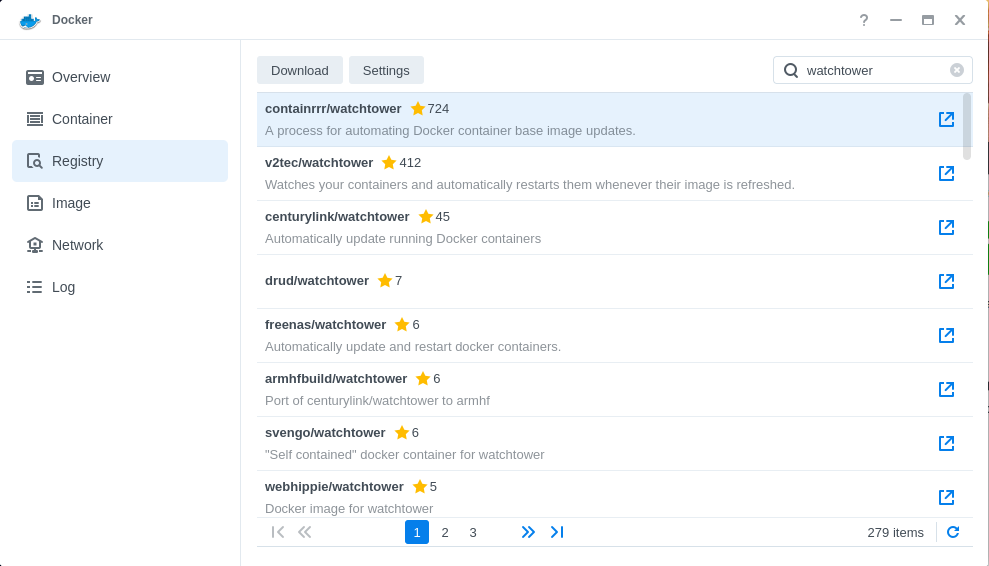 Docker
?
Overview
Container
Registry
Image
Network
Log
Download Settings watchtower
containrrr/watchtower 724
A process for automating Docker container base image updates.
v2tec/watchtower 412
Watches your containers and automatically restarts them whenever their image is refreshed.
centurylink/watchtower 45
Automatically update running Docker containers
drud/watchtower 7
freenas/watchtower 6
Automatically update and restart docker containers.
armhfbuild/watchtower 6
Port of centurylink/watchtower to armhf
svengo/watchtower 6
"Self contained" docker container for watchtower
webhippie/watchtower 5
Docker image for watchtower
1 2 3 279 items